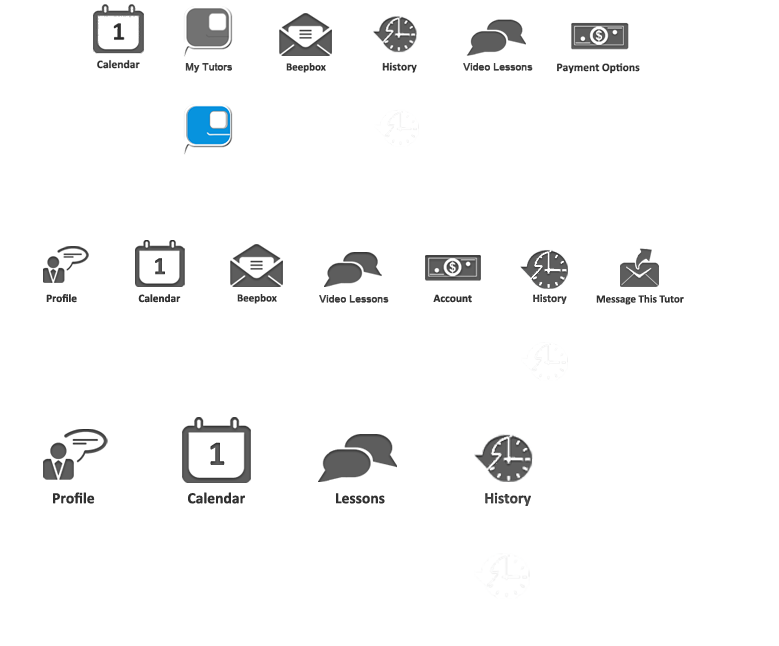 1
Calendar
My Tutors
Beepbox
$
History
Video Lessons
Payment Options
1
Profile
Calendar
Beepbox
Video Lessons
$
Account
History
Message This Tutor
1
Profile
Calendar
Lessons
History